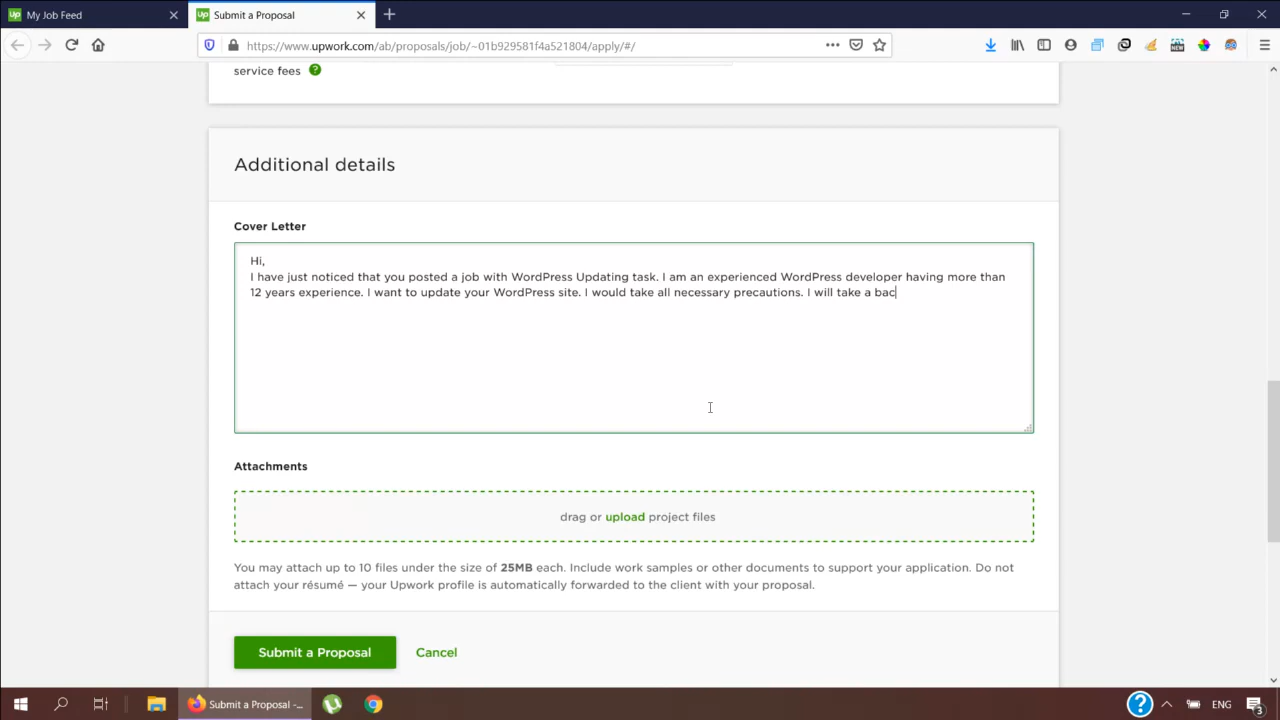 Up My Job Feed
Up Submit a Proposal
https://www.upwork.com/ab/proposals/job/~01b929581f4a521804/apply/#/
service fees ?
Additional details
Cover Letter
Hi,
I have just noticed that you posted a job with WordPress Updating task. I am an experienced WordPress developer having more than
12 years experience. I want to update your WordPress site. I would take all necessary precautions. I will take a bac
Attachments
drag or upload project files
You may attach up to 10 files under the size of 25MB each. Include work samples or other documents to support your application. Do not
attach your résumé — your Upwork profile is automatically forwarded to the client with your proposal.
Submit a Proposal
Cancel
Submit a Proposal -...
?
ENG
3